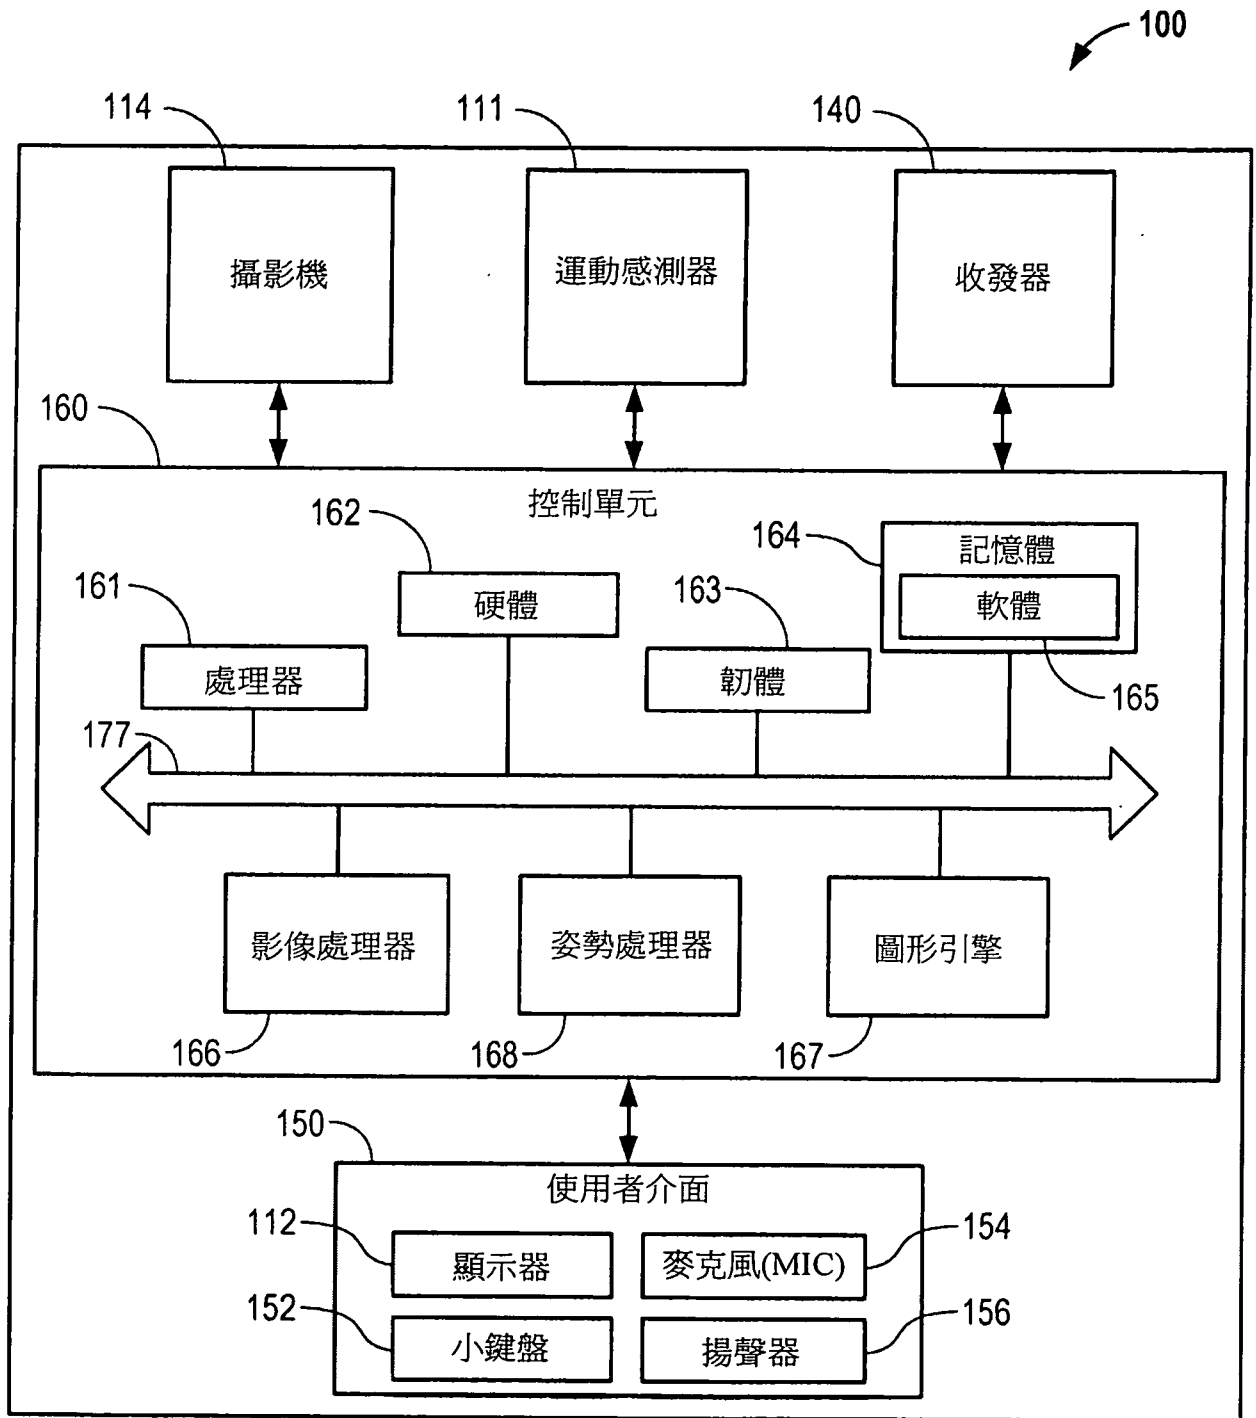 100
114
111
140
攝影機
運動感測器
收發器
160
控制單元
162
164
記憶體
161
硬體
163
軟體
處理器
韌體
165
177
影像處理器
姿勢處理器
圖形引擎
166
168
167
150
使用者介面
112
顯示器
麥克風(MIC)
154
152
小鍵盤
揚聲器
156